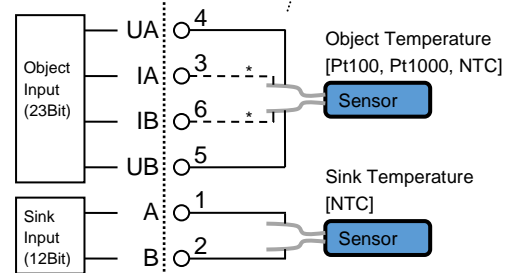 UA 4
Object Temperature
[Pt100, Pt1000, NTC]
Object
Input
(23Bit)
IA 3 *
Sensor
IB 6 *
UB 5
Sink Temperature
[NTC]
Sink
Input
(12Bit)
A 1
Sensor
B 2